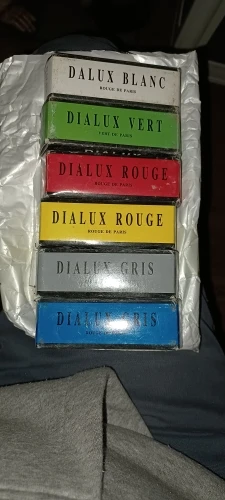 DALUX BLANC
ROUGE DE PARIS
DIALUX VERT
VERT DE PARIS
DIALUX ROUGE
ROUGE DE PARIS
DIALUX ROUGE
ROUGE DE PARIS
DIALUX GRIS
DIALUX GRIS